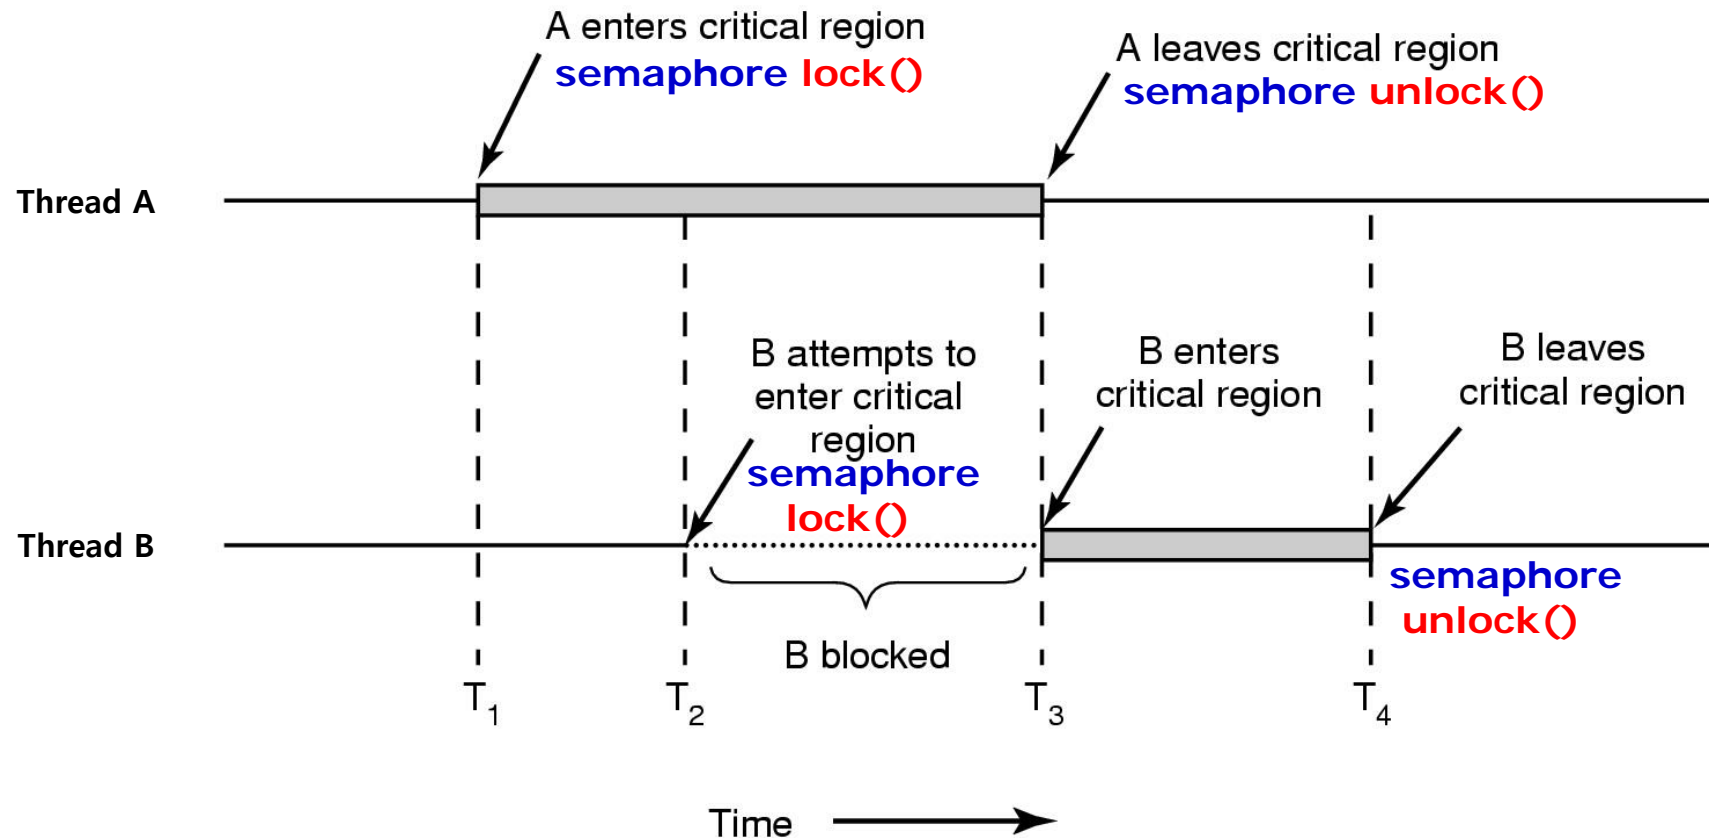 A enters critical region
semaphore lock()
A leaves critical region
semaphore unlock()
Thread A
B attempts to
enter critical
region
semaphore
lock()
B enters
critical region
B leaves
critical region
Thread B
semaphore
unlock()
B blocked
T1
T2
T3
T4
Time